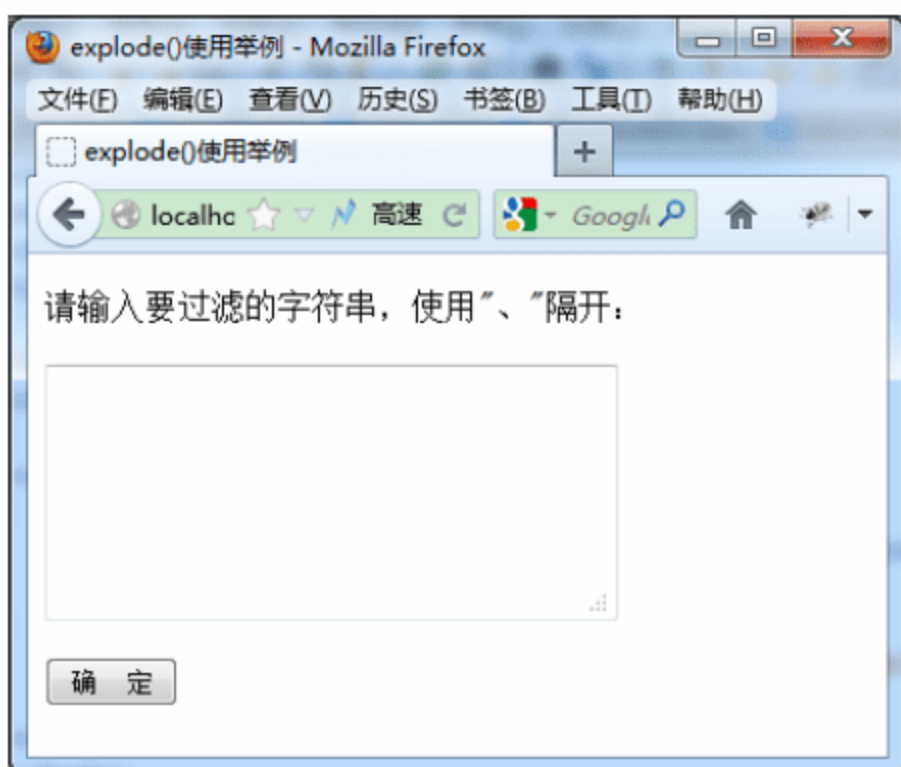 explode()使用举例 - Mozilla Firefox
文件(F) 编辑(E) 查看(V) 历史(S) 书签(B) 工具(T) 帮助(H)
explode()使用举例
localhc 高速 Googl
请输入要过滤的字符串，使用"、"隔开：
确 定